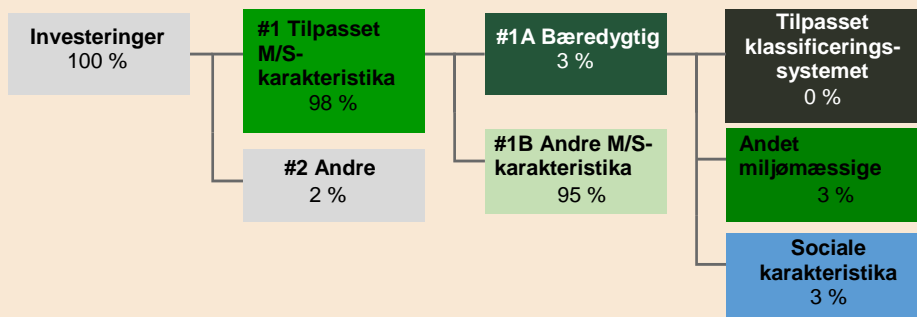 Investeringer
100 %
#1 Tilpasset
M/S-
karakteristika
98 %
#2 Andre
2 %
#1A Bæredygtig
3 %
#1B Andre M/S-
karakteristika
95 %
Tilpasset
klassificerings-
systemet
0 %
Andet
miljømæssige
3 %
Sociale
karakteristika
3 %